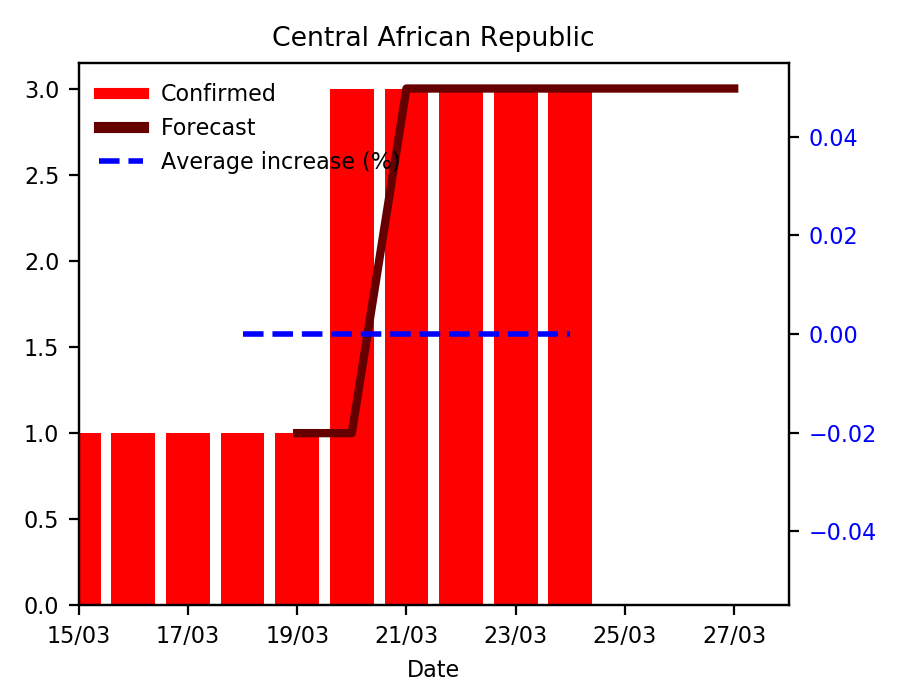 Central African Republic
Confirmed
Forecast
Average increase (%)
3.0
2.5
2.0
1.5
1.0
0.5
0.0
0.04
0.02
0.00
−0.02
−0.04
15/03 17/03 19/03 21/03 23/03 25/03 27/03
Date